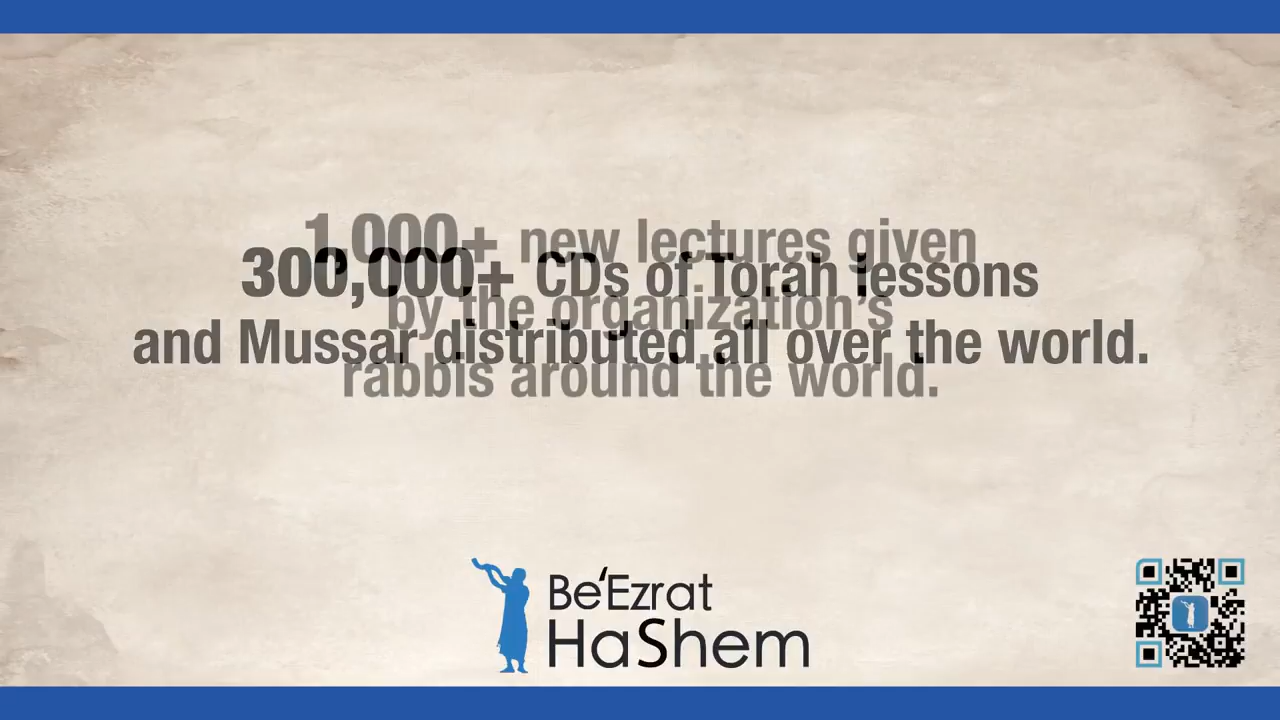 1,000+ new lectures given
by the organization's
rabbis around the world.
300,000+ CDs of Torah lessons
and Mussar distributed all over the world.
Be'Ezrat
HaShem